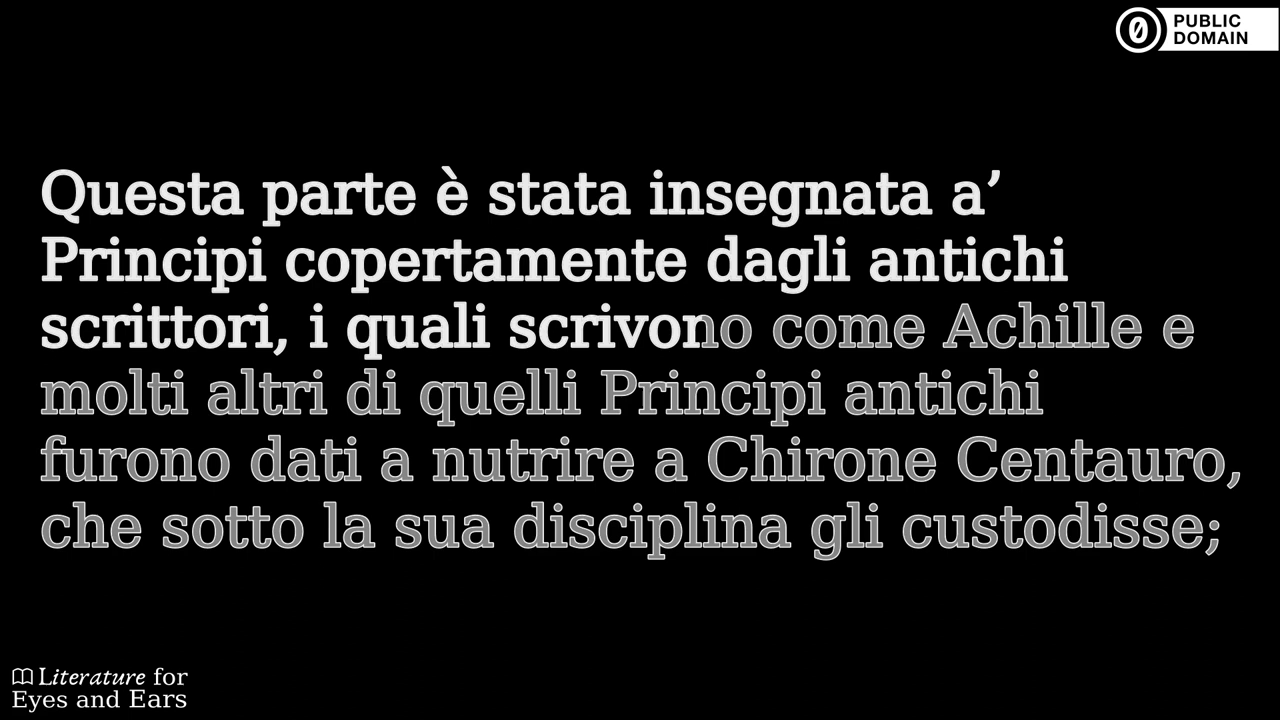 PUBLIC
DOMAIN
Questa parte è stata insegnata a’
Principi copertamente dagli antichi
scrittori, i quali scrivono come Achille e
molti altri di quelli Principi antichi
furono dati a nutrire a Chirone Centauro,
che sotto la sua disciplina gli custodisse;
Literature for
Eyes and Ears